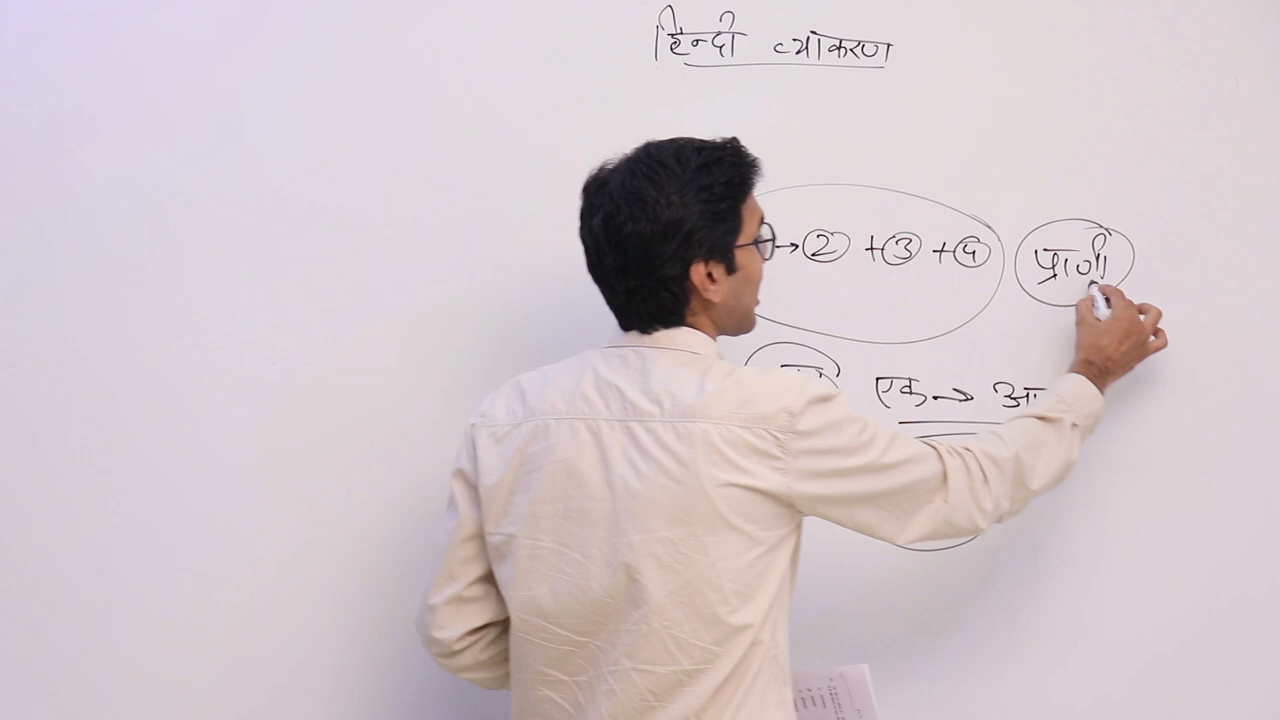 हिन्दी व्याकरण
→ 2 + 3 + 4 प्राणी
एक → आ